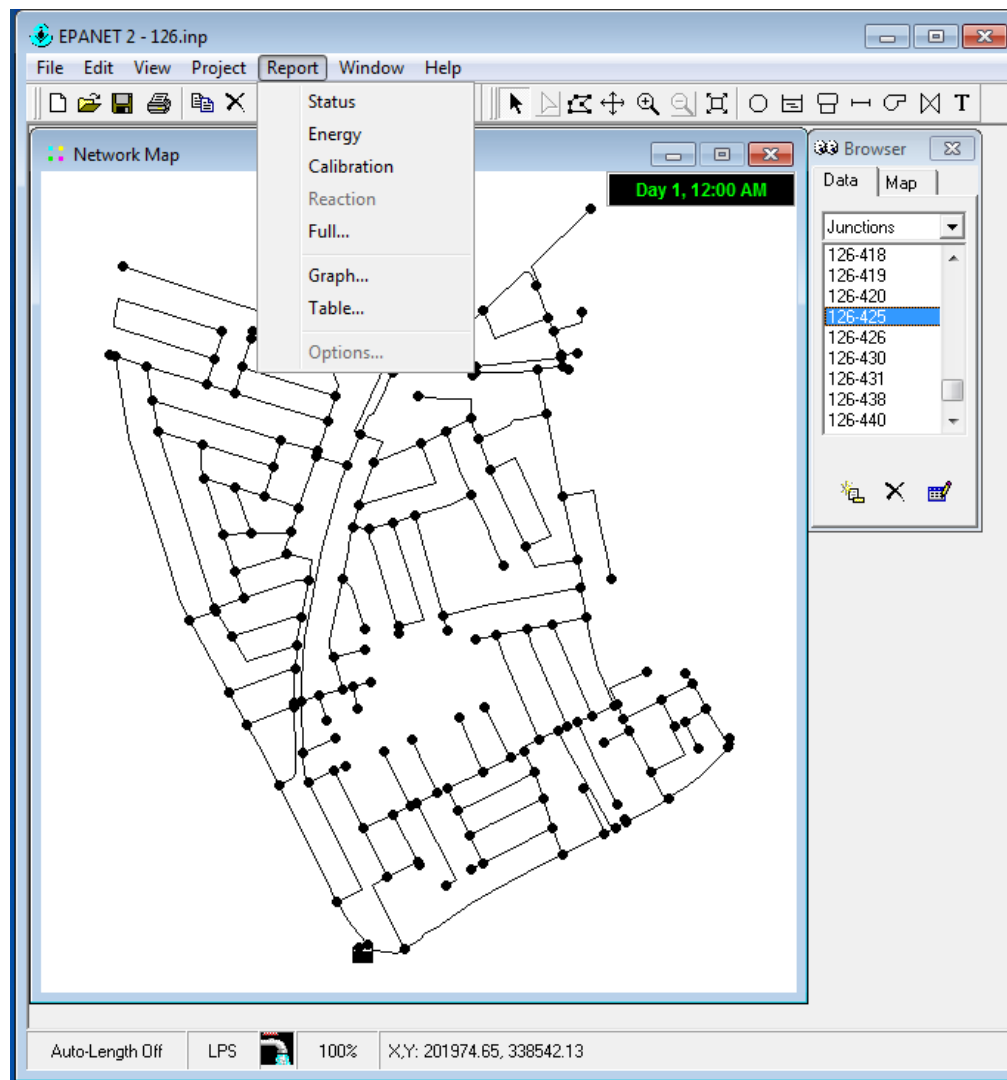 EPANET 2 - 126.inp
File Edit View Project Report Window Help
T
Status
Energy
Calibration
Reaction
Full...
Graph...
Table...
Options...
Network Map
Day 1, 12:00 AM
Browser
Data Map
Junctions
126-418
126-419
126-420
126-425
126-426
126-430
126-431
126-438
126-440
Auto-Length Off LPS 100% X,Y: 201974.65, 338542.13